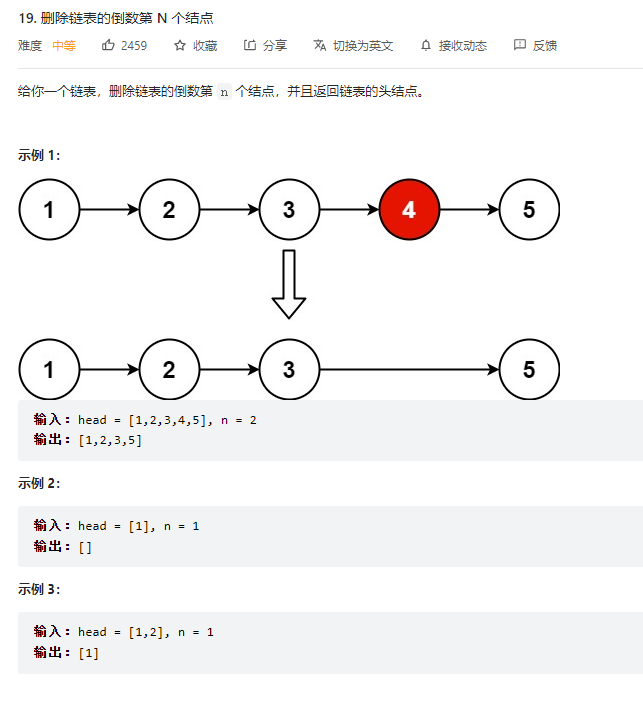 19. 删除链表的倒数第 N 个结点
难度 中等 2459 收藏 分享 切换为英文 接收动态 反馈
给你一个链表，删除链表的倒数第 n 个结点，并且返回链表的头结点。
示例 1：
1 2 3 4 5
1 2 3 5
输入：head = [1,2,3,4,5], n = 2
输出：[1,2,3,5]
示例 2：
输入：head = [1], n = 1
输出：[]
示例 3：
输入：head = [1,2], n = 1
输出：[1]